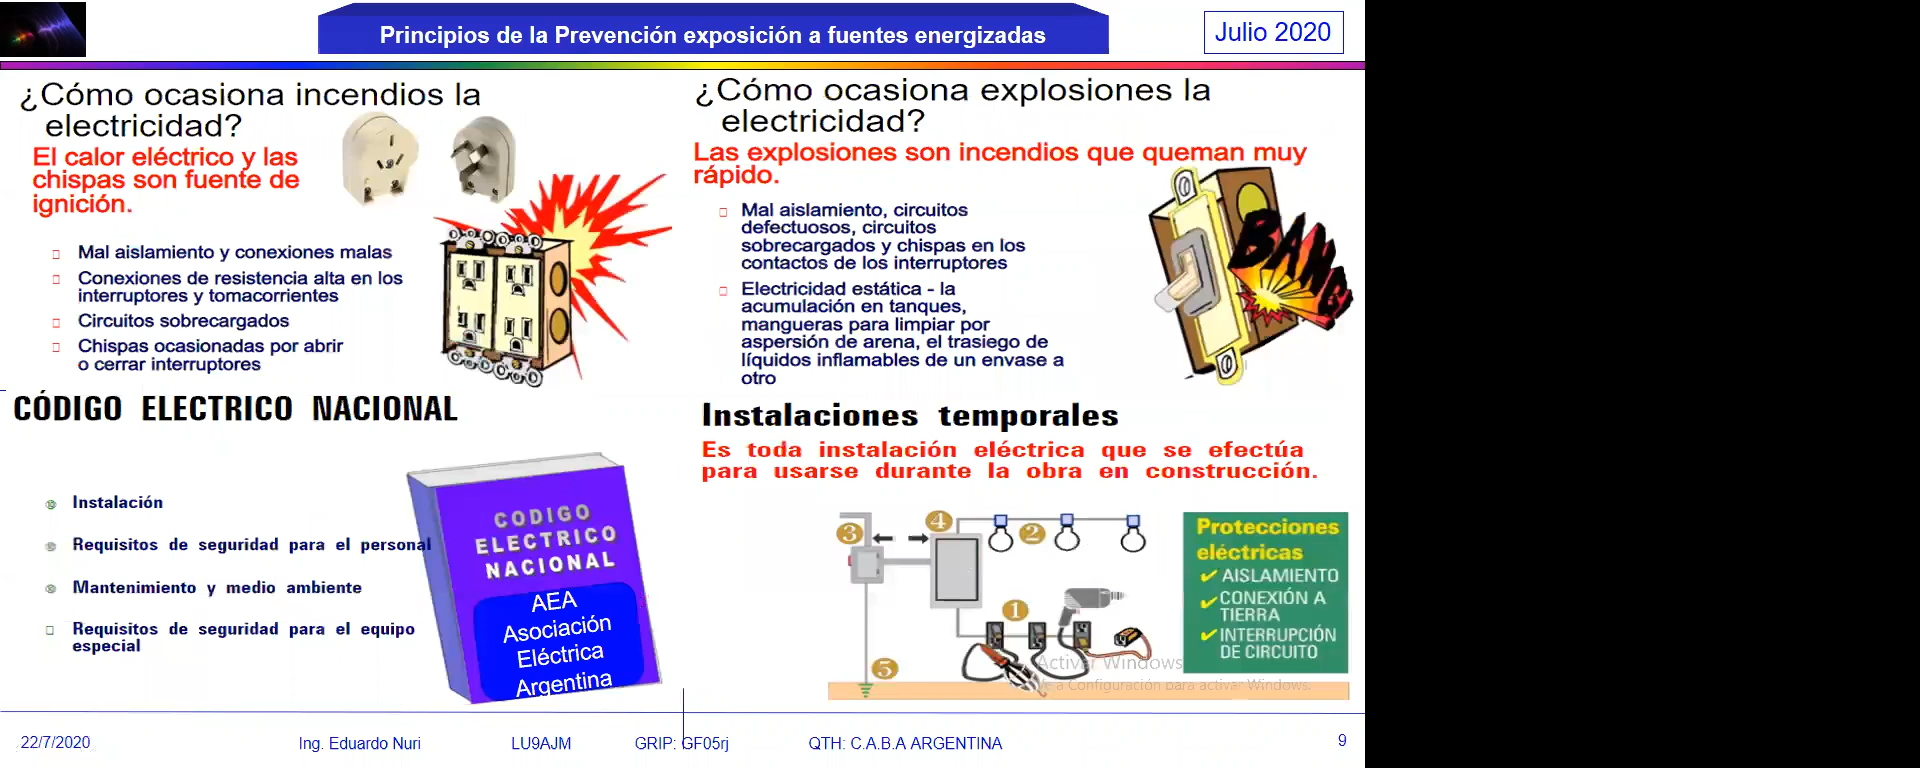 Principios de la Prevención exposición a fuentes energizadas
Julio 2020
¿Cómo ocasiona incendios la
electricidad?
El calor eléctrico y las
chispas son fuente de
ignición.
Mal aislamiento y conexiones malas
Conexiones de resistencia alta en los
interruptores y tomacorrientes
Circuitos sobrecargados
Chispas ocasionadas por abrir
o cerrar interruptores
¿Cómo ocasiona explosiones la
electricidad?
Las explosiones son incendios que queman muy
rápido.
Mal aislamiento, circuitos
defectuosos, circuitos
sobrecargados y chispas en los
contactos de los interruptores
Electricidad estática - la
acumulación en tanques,
mangueras para limpiar por
aspersión de arena, el trasiego de
líquidos inflamables de un envase a
otro
BANG!
CÓDIGO ELECTRICO NACIONAL
Instalación
Requisitos de seguridad para el personal
Mantenimiento y medio ambiente
Requisitos de seguridad para el equipo
especial
CODIGO
ELECTRICO
NACIONAL
AEA
Asociación
Eléctrica
Argentina
Instalaciones temporales
Es toda instalación eléctrica que se efectúa
para usarse durante la obra en construcción.
3
4
2
1
5
Protecciones
eléctricas
AISLAMIENTO
CONEXIÓN A
TIERRA
INTERRUPCIÓN
DE CIRCUITO
Activar Windows
Ve a Configuración para activar Windows.
22/7/2020
Ing. Eduardo Nuri
LU9AJM
GRIP: GF05rj
QTH: C.A.B.A ARGENTINA
9